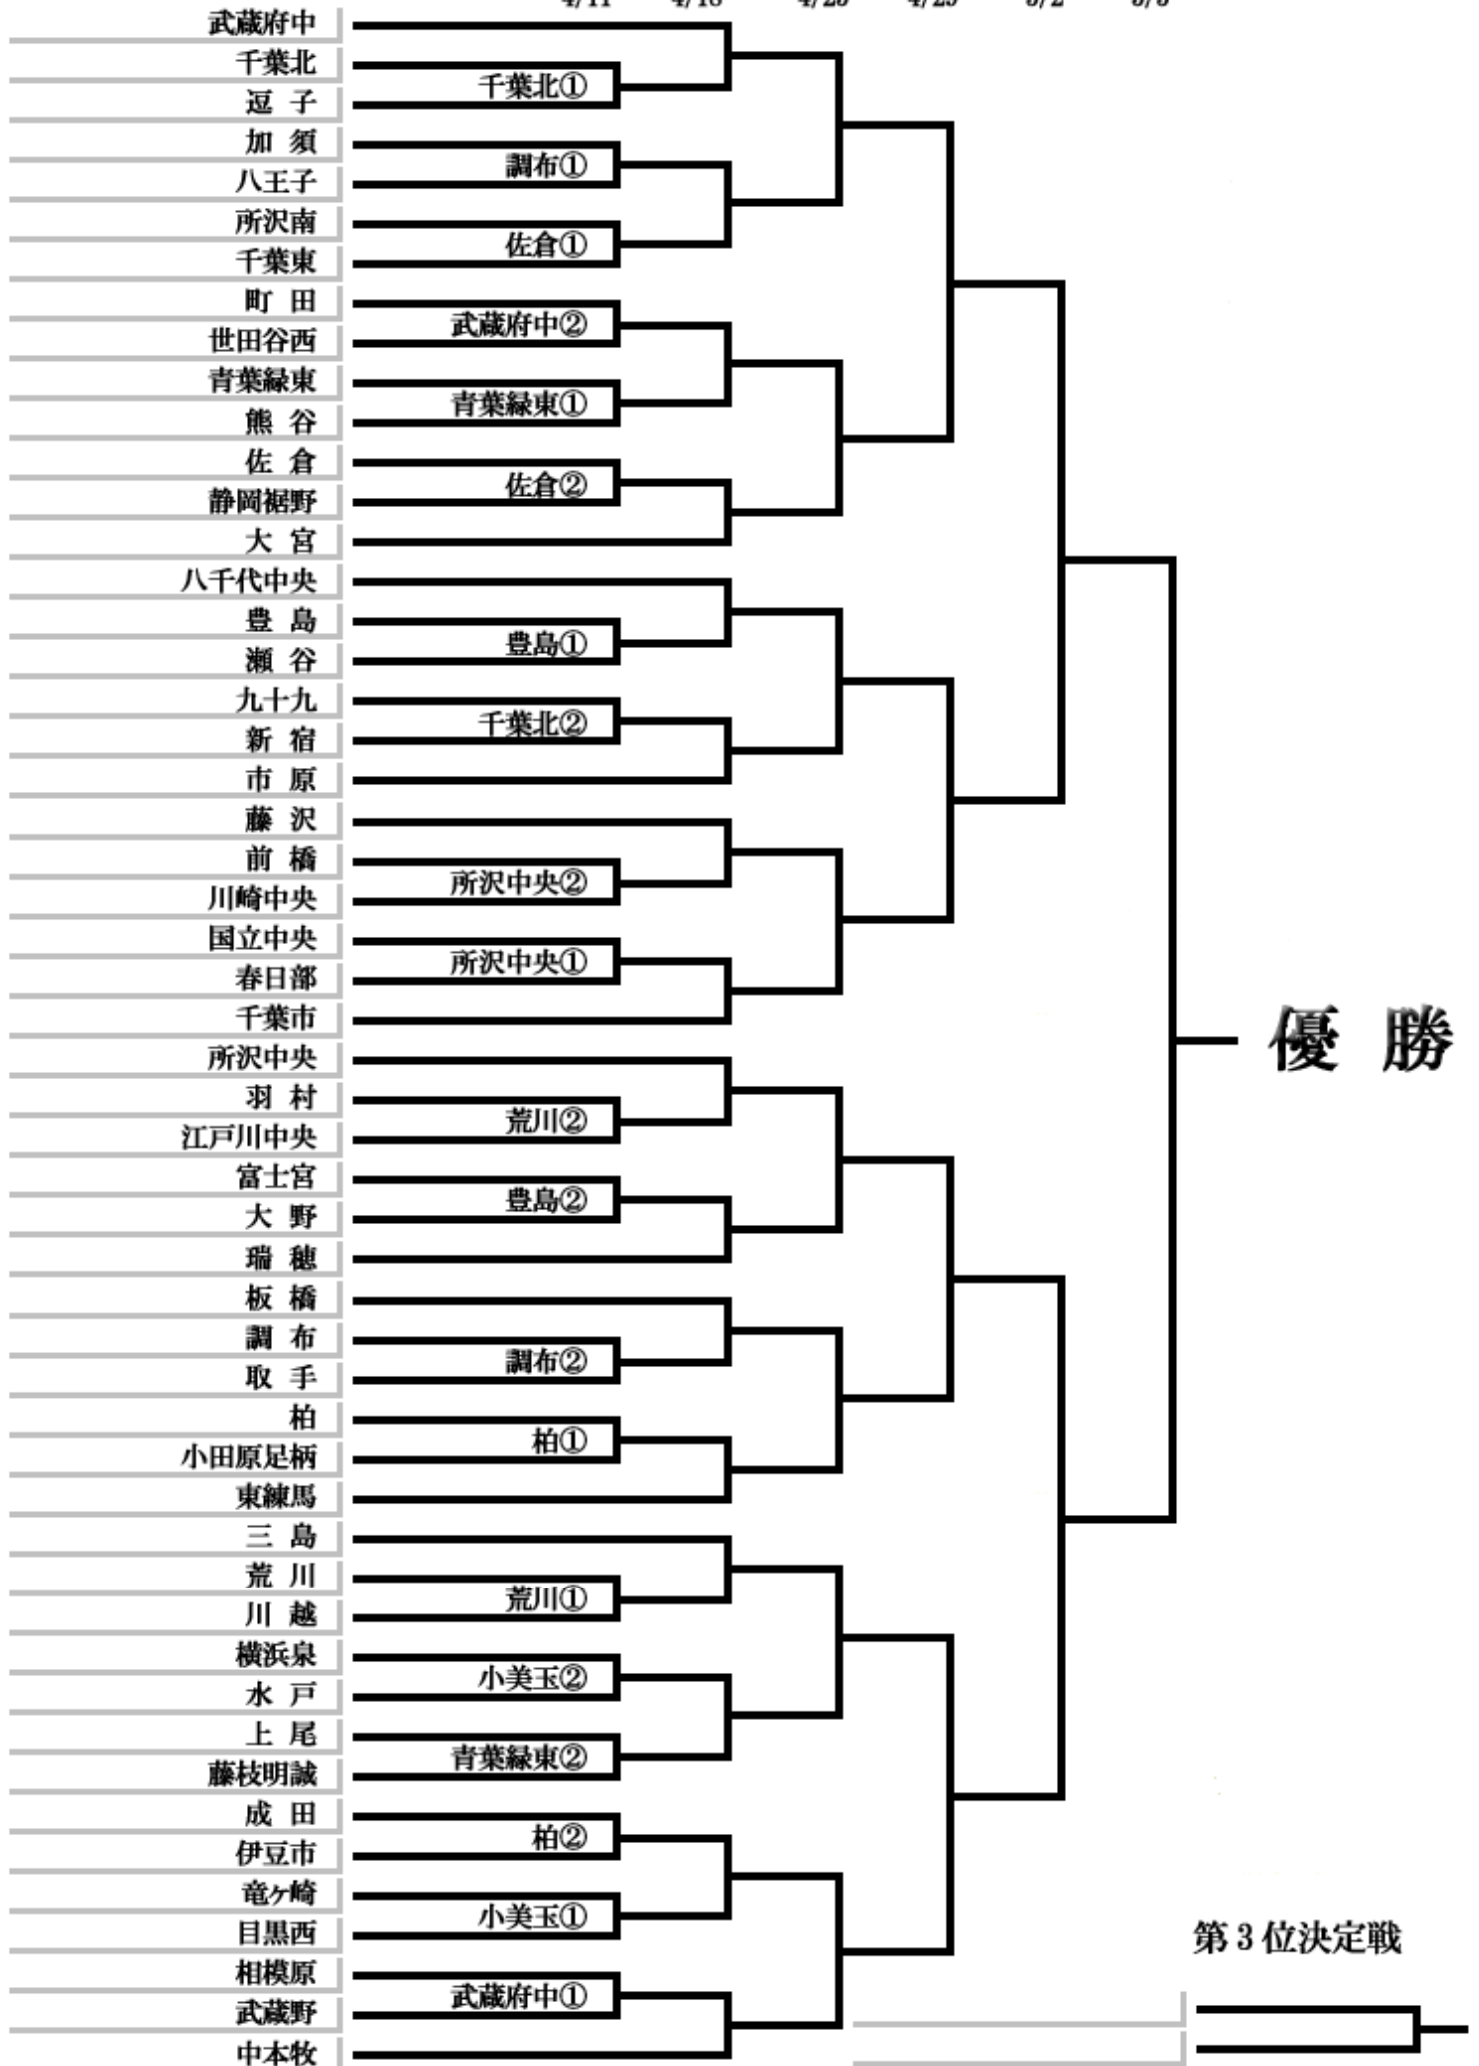 武蔵府中
千葉北
千葉北①
逗 子
加 須
調布①
八王子
所沢南
佐倉①
千葉東
町 田
武蔵府中②
世田谷西
青葉緑東
青葉緑東①
熊 谷
佐 倉
佐倉②
静岡裾野
大 宮
八千代中央
豊 島
豊島①
瀬 谷
九十九
千葉北②
新 宿
市 原
藤 沢
前 橋
所沢中央②
川崎中央
国立中央
所沢中央①
春日部
千葉市
所沢中央
優 勝
羽 村
荒川②
江戸川中央
富士宮
豊島②
大 野
瑞 穂
板 橋
調 布
調布②
取 手
柏
柏①
小田原足柄
東練馬
三 島
荒 川
荒川①
川 越
横浜泉
小美玉②
水 戸
上 尾
青葉緑東②
藤枝明誠
成 田
柏②
伊豆市
竜ヶ崎
小美玉①
目黒西
第3位決定戦
相模原
武蔵府中①
武蔵野
中本牧